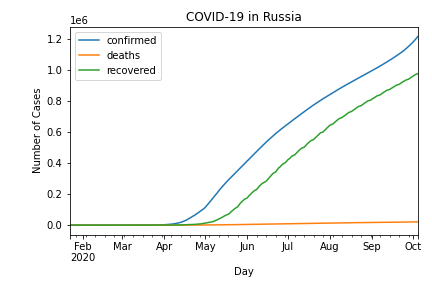 COVID-19 in Russia
1e6
confirmed
deaths
recovered
1.2
1.0
0.8
0.6
0.4
0.2
0.0
Number of Cases
Feb Mar Apr May Jun Jul Aug Sep Oct
2020
Day